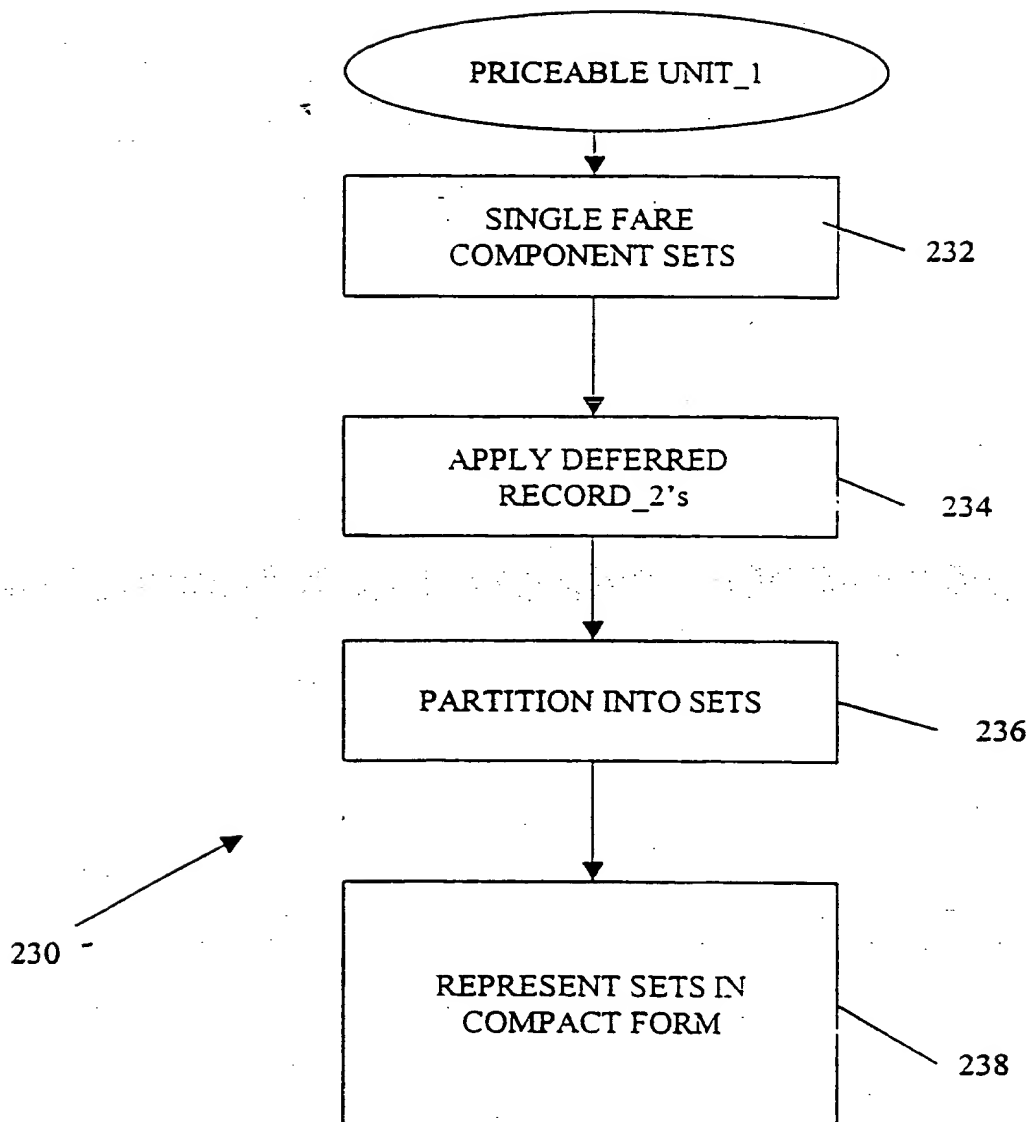 PRICEABLE UNIT_1
SINGLE FARE
COMPONENT SETS
232
APPLY DEFERRED
RECORD_2's
234
PARTITION INTO SETS
236
230
REPRESENT SETS IN
COMPACT FORM
238